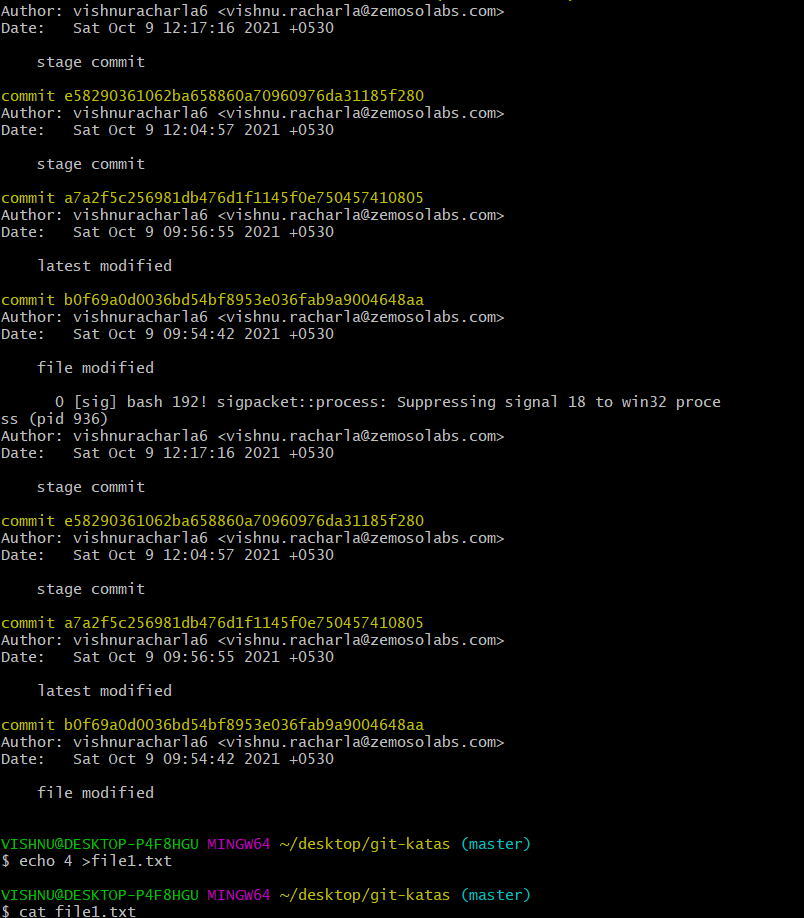 Author: vishnuracharla6 <vishnu.racharla@zemosolabs.com>
Date:   Sat Oct 9 12:17:16 2021 +0530
    stage commit
commit e58290361062ba658860a70960976da31185f280
Author: vishnuracharla6 <vishnu.racharla@zemosolabs.com>
Date:   Sat Oct 9 12:04:57 2021 +0530
    stage commit
commit a7a2f5c256981db476d1f1145f0e750457410805
Author: vishnuracharla6 <vishnu.racharla@zemosolabs.com>
Date:   Sat Oct 9 09:56:55 2021 +0530
    latest modified
commit b0f69a0d0036bd54bf8953e036fab9a9004648aa
Author: vishnuracharla6 <vishnu.racharla@zemosolabs.com>
Date:   Sat Oct 9 09:54:42 2021 +0530
    file modified
      0 [sig] bash 192! sigpacket::process: Suppressing signal 18 to win32 proce
ss (pid 936)
Author: vishnuracharla6 <vishnu.racharla@zemosolabs.com>
Date:   Sat Oct 9 12:17:16 2021 +0530
    stage commit
commit e58290361062ba658860a70960976da31185f280
Author: vishnuracharla6 <vishnu.racharla@zemosolabs.com>
Date:   Sat Oct 9 12:04:57 2021 +0530
    stage commit
commit a7a2f5c256981db476d1f1145f0e750457410805
Author: vishnuracharla6 <vishnu.racharla@zemosolabs.com>
Date:   Sat Oct 9 09:56:55 2021 +0530
    latest modified
commit b0f69a0d0036bd54bf8953e036fab9a9004648aa
Author: vishnuracharla6 <vishnu.racharla@zemosolabs.com>
Date:   Sat Oct 9 09:54:42 2021 +0530
    file modified
VISHNU@DESKTOP-P4F8HGU MINGW64 ~/desktop/git-katas (master)
$ echo 4 >file1.txt
VISHNU@DESKTOP-P4F8HGU MINGW64 ~/desktop/git-katas (master)
$ cat file1.txt